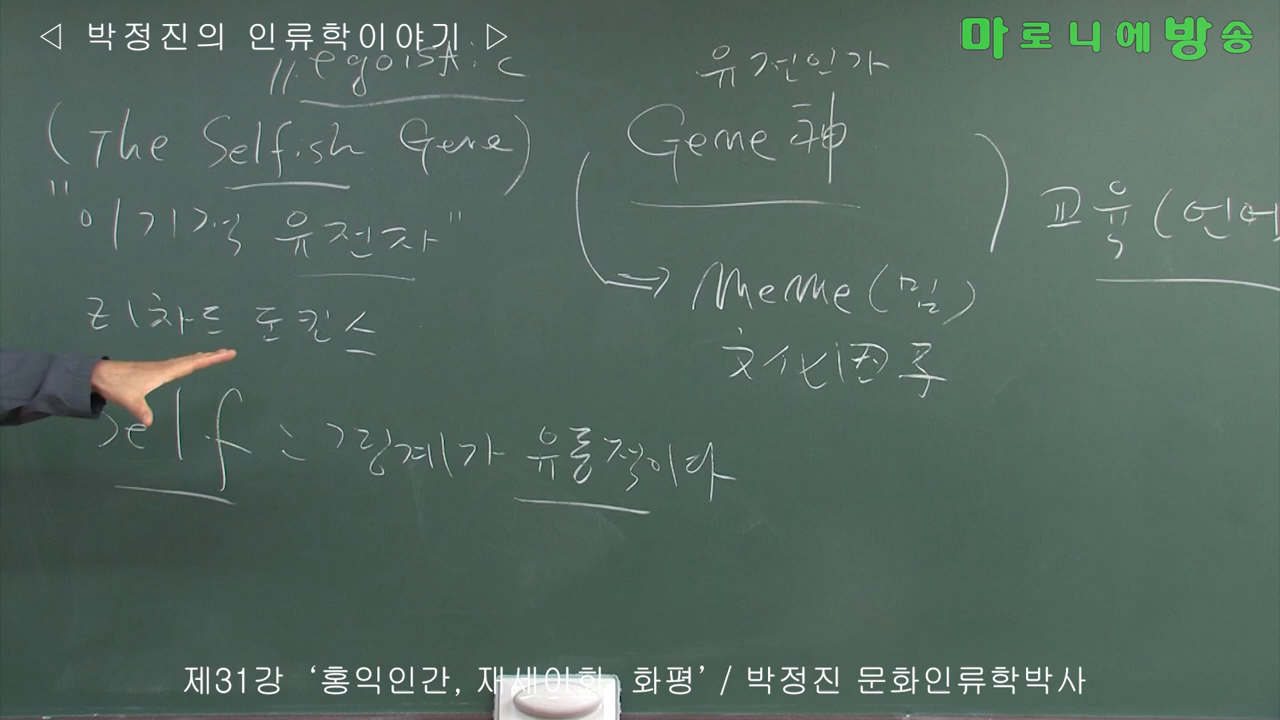 ◁ 박정진의 인류학이야기 ▷
마로니에방송
egoistic
(The Selfish Gene)
"이기적 유전자"
리차드 도킨스
self는 경계가 유동적이다
유전인가
Gene 神
Meme(밈)
文化因子
교육(언어
제31강 '홍익인간, 재세이화, 화평' / 박정진 문화인류학박사